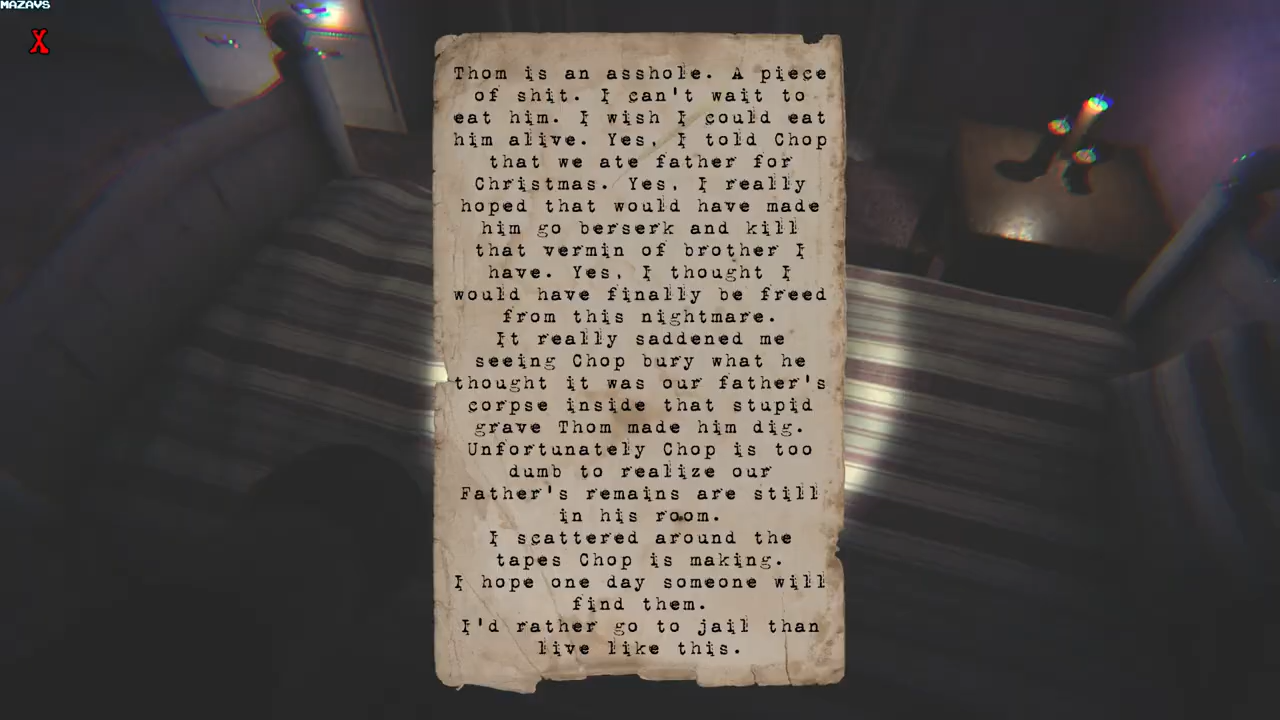 MAZAVS
X
Thom is an asshole. A piece
of shit. I can't wait to
eat him. I wish I could eat
him alive. Yes, I told Chop
that we ate father for
Christmas. Yes, I really
hoped that would have made
him go berserk and kill
that vermin of brother I
have. Yes, I thought I
would have finally be freed
from this nightmare.
It really saddened me
seeing Chop bury what he
thought it was our father's
corpse inside that stupid
grave Thom made him dig.
Unfortunately Chop is too
dumb to realize our
Father's remains are still
in his room.
I scattered around the
tapes Chop is making.
I hope one day someone will
find them.
I'd rather go to jail than
live like this.